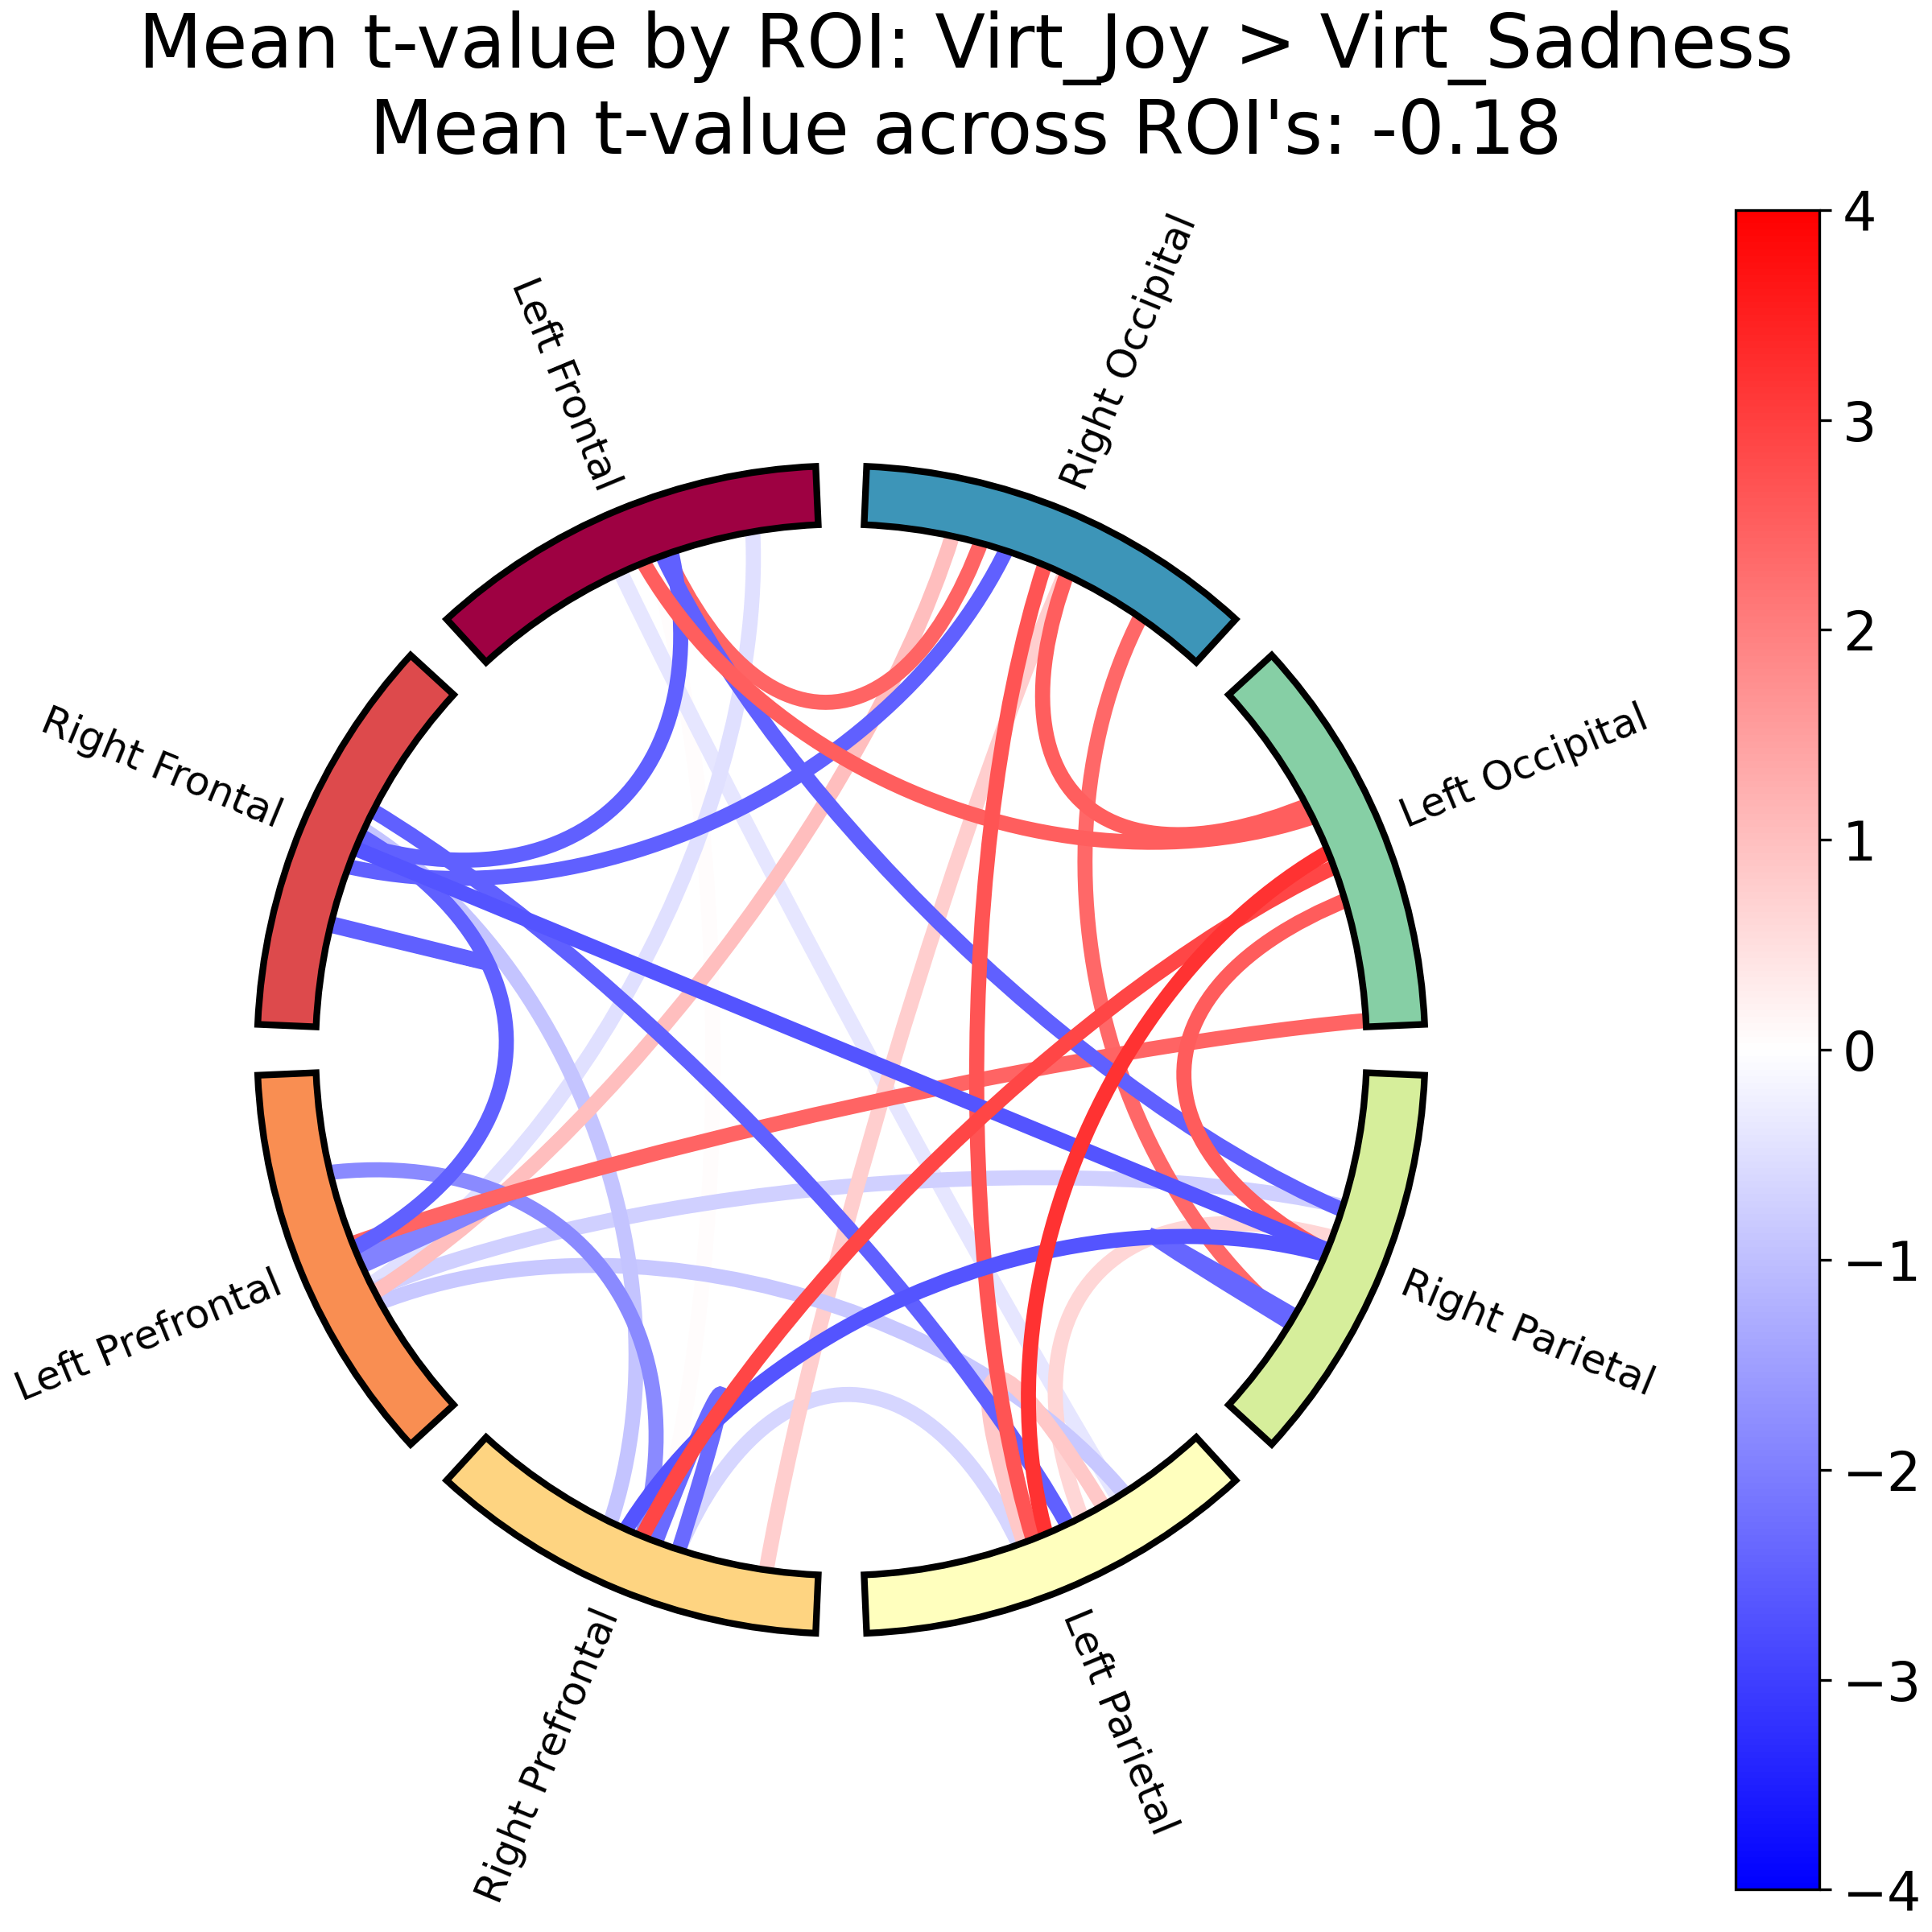 Mean t-value by ROI: Virt_Joy > Virt_Sadness
Mean t-value across ROI's: -0.18
Left Frontal
Right Occipital
Right Frontal
Left Occipital
Left Prefrontal
Right Parietal
Right Prefrontal
Left Parietal
4
3
2
1
0
−1
−2
−3
−4